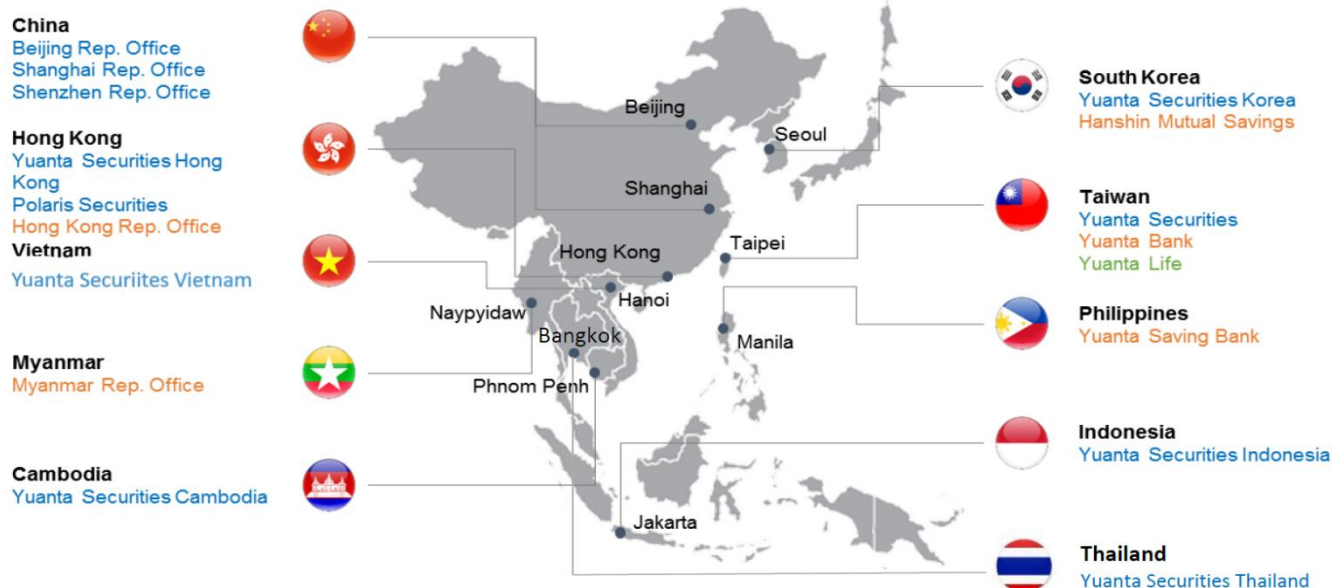 China
Beijing Rep. Office
Shanghai Rep. Office
Shenzhen Rep. Office
Hong Kong
Yuanta Securities Hong
Kong
Polaris Securities
Hong Kong Rep. Office
Vietnam
Yuanta Securiites Vietnam
Myanmar
Myanmar Rep. Office
Cambodia
Yuanta Securities Cambodia
Beijing
Seoul
Shanghai
Taipei
Hong Kong
Hanoi
Naypyidaw
Bangkok
Manila
Phnom Penh
Jakarta
South Korea
Yuanta Securities Korea
Hanshin Mutual Savings
Taiwan
Yuanta Securities
Yuanta Bank
Yuanta Life
Philippines
Yuanta Saving Bank
Indonesia
Yuanta Securities Indonesia
Thailand
Yuanta Securities Thailand